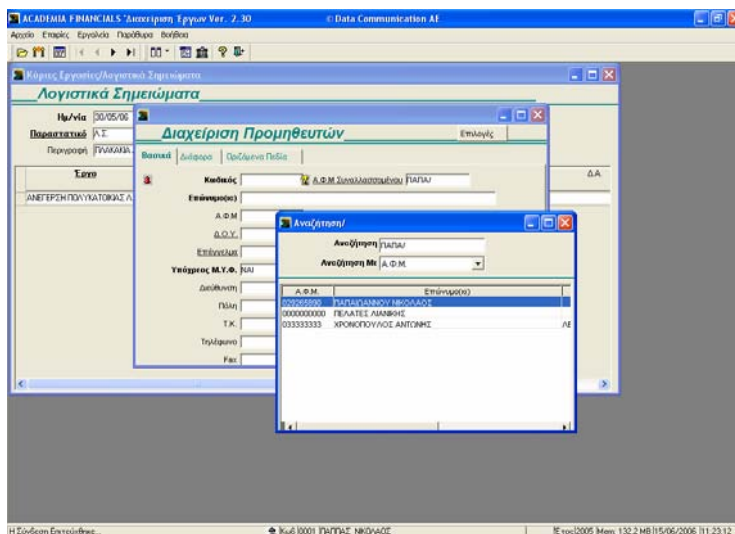 ACADEMIA FINANCIALS 'Διαχείριση Έργων Ver. 2.30 © Data Communication AE
Αρχείο Εταιρίες Εργαλεία Παράθυρα Βοήθεια
Κύριες Εργασίες/Λογιστικά Σημειώματα
Λογιστικά Σημειώματα
Ημ/νία 30/05/06
Παραστατικό Λ.Σ.
Περιγραφή ΠΛΑΚΑΚΙΑ
Έργο Δ.Α.
ΑΝΕΓΕΡΣΗ ΠΟΛΥΚΑΤΟΙΚΙΑΣ Λ
Διαχείριση Προμηθευτών Επιλογές
Βασικά Διάφορα Οριζόμενα Πεδία
Κωδικός Α.Φ.Μ Συναλλασσομένου ΠΑΠΑ/
Επώνυμο(ια)
Α.Φ.Μ
Δ.Ο.Υ.
Επάγγελμα
Υπόχρεος Μ.Υ.Φ. ΝΑΙ
Διεύθυνση
Πόλη
Τ.Κ.
Τηλέφωνο
Fax
Αναζήτηση/
Αναζήτηση ΠΑΠΑ/
Αναζήτηση Με Α.Φ.Μ.
Α.Φ.Μ. Επώνυμο(ια)
029265890 ΠΑΠΑΙΩΑΝΝΟΥ ΝΙΚΟΛΑΟΣ
0000000000 ΠΕΛΑΤΕΣ ΛΙΑΝΙΚΗΣ
033333333 ΧΡΟΝΟΠΟΥΛΟΣ ΑΝΤΩΝΗΣ
Η Σύνδεση Επιτεύχθηκε... Κωδ 0001 ΠΑΠΠΑΣ ΝΙΚΟΛΑΟΣ Έτος 2005 Mem: 132.2 MB 15/06/2006 11:23:12